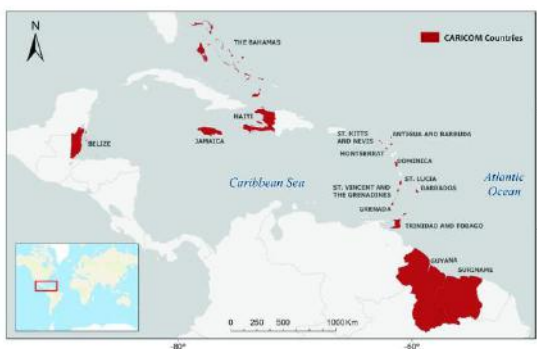 N
CARICOM Countries
THE BAHAMAS
HAITI
JAMAICA
BELIZE
ST. KITTS
AND NEVIS
ANTIGUA AND BARBUDA
MONTSERRAT
DOMINICA
Caribbean Sea
ST. LUCIA
Atlantic
Ocean
ST. VINCENT AND
THE GRENADINES
BARBADOS
GRENADA
TRINIDAD AND TOBAGO
GUYANA
SURINAME
0 250 500 1000 Km
-80°
-60°